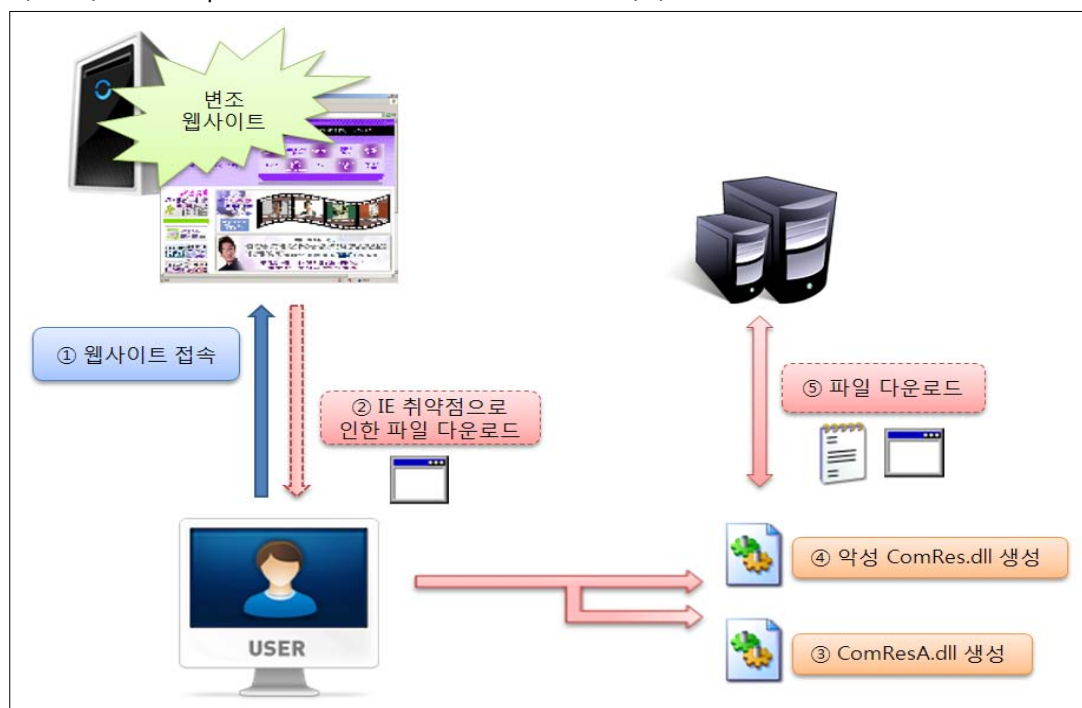 변조
웹사이트
① 웹사이트 접속
② IE 취약점으로
인한 파일 다운로드
⑤ 파일 다운로드
④ 악성 ComRes.dll 생성
③ ComResA.dll 생성
USER